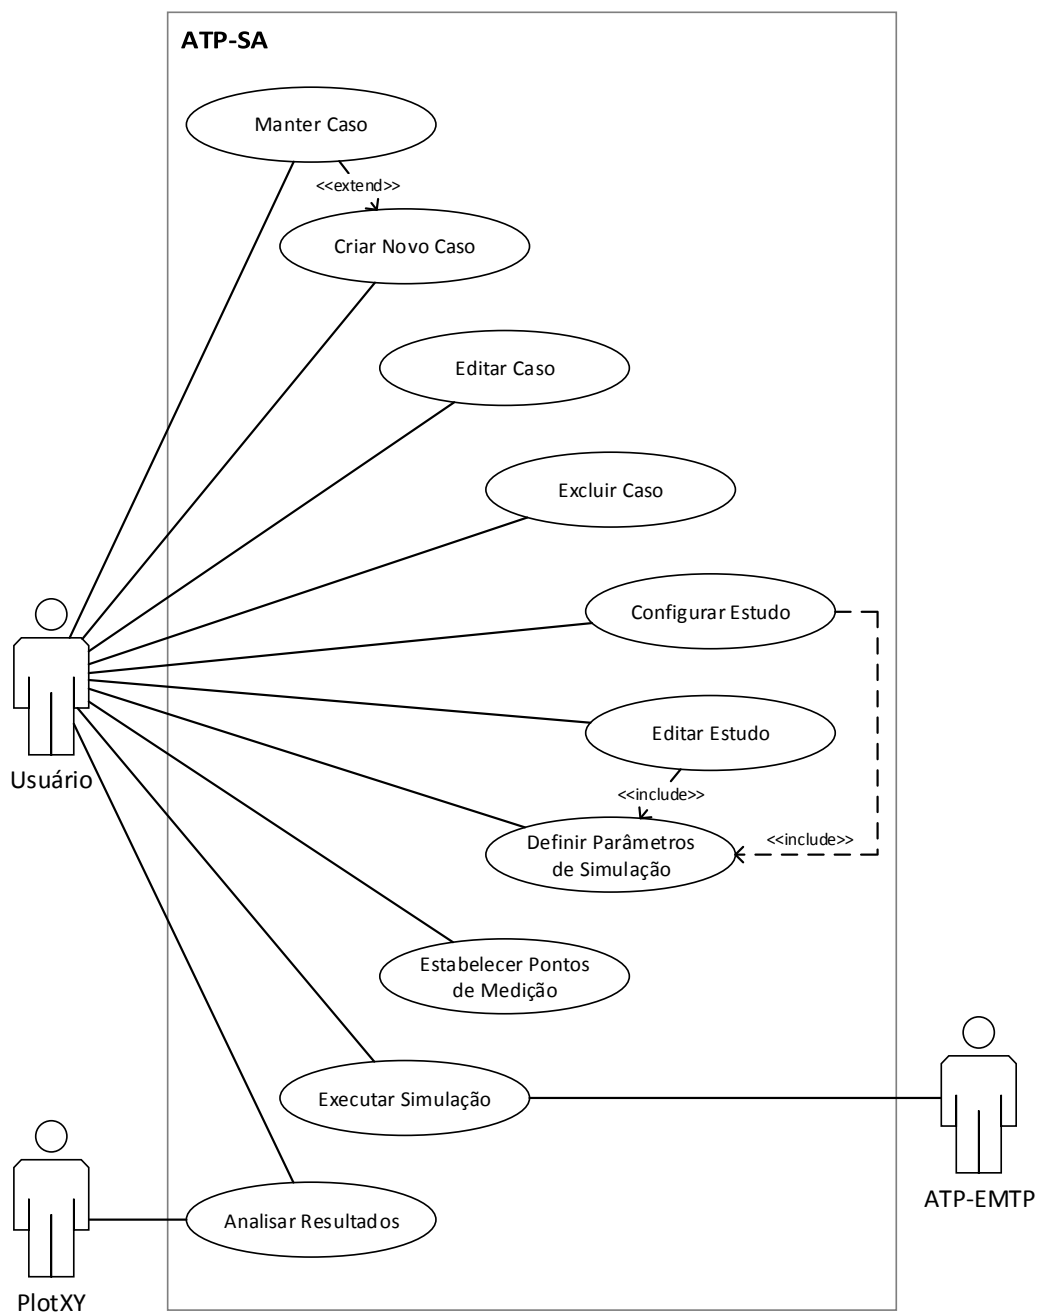 ATP-SA
Manter Caso
<<extend>>
Criar Novo Caso
Editar Caso
Excluir Caso
Configurar Estudo
Editar Estudo
Usuário
<<include>>
Definir Parâmetros
de Simulação
<<include>>
Estabelecer Pontos
de Medição
Executar Simulação
ATP-EMTP
Analisar Resultados
PlotXY